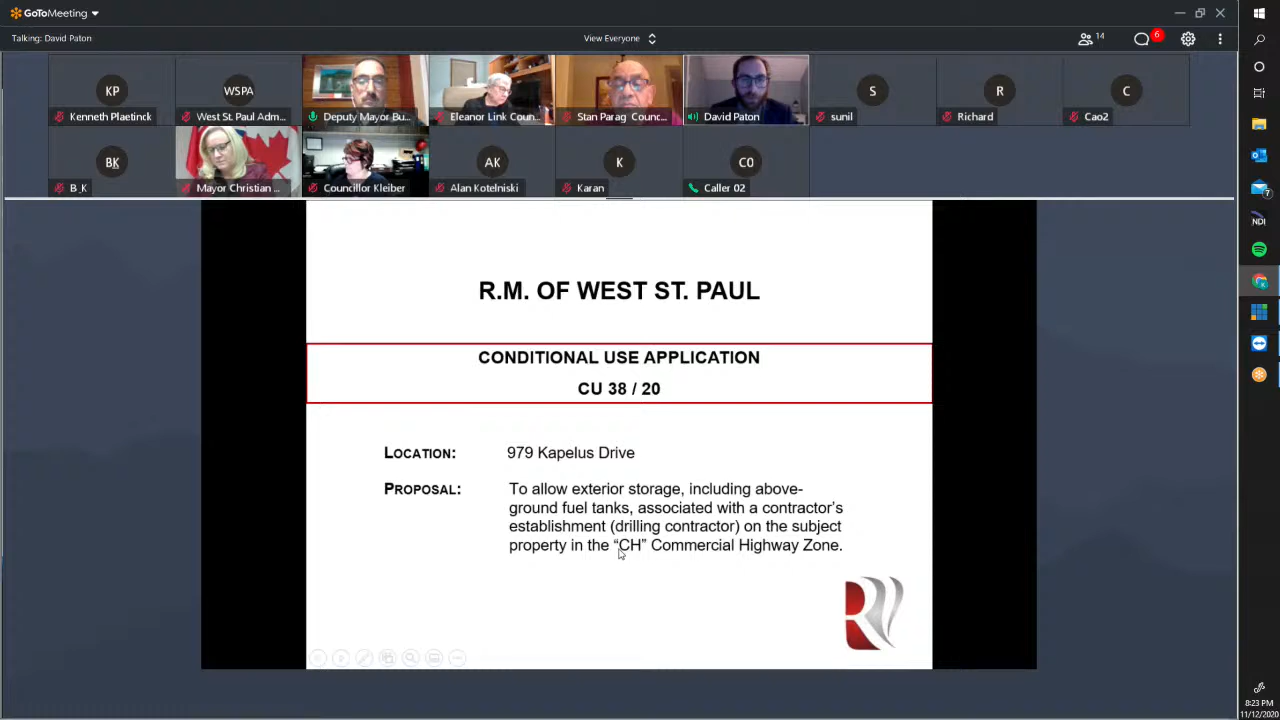 GoToMeeting
Talking: David Paton
View Everyone
14
6
KP
WSPA
S
R
C
Kenneth Plaetinck
West St. Paul Adm...
Deputy Mayor Bu...
Eleanor Link Coun...
Stan Parag Counc...
David Paton
sunil
Richard
Cao2
BK
AK
K
C0
B_K
Mayor Christian ...
Councillor Kleiber
Alan Kotelniski
Karan
Caller 02
R.M. OF WEST ST. PAUL
CONDITIONAL USE APPLICATION
CU 38 / 20
LOCATION: 979 Kapelus Drive
PROPOSAL: To allow exterior storage, including above-
ground fuel tanks, associated with a contractor's
establishment (drilling contractor) on the subject
property in the “CH” Commercial Highway Zone.
7
NDI
8:23 PM
11/12/2020